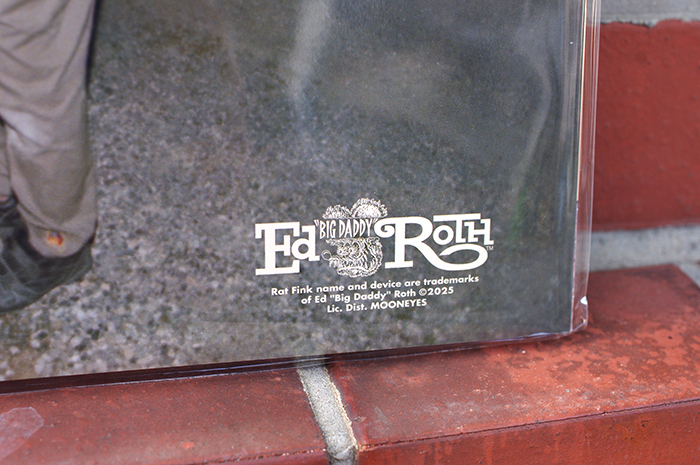 Ed "BIG DADDY" ROTH™
Rat Fink name and device are trademarks
of Ed "Big Daddy" Roth ©2025
Lic. Dist. MOONEYES